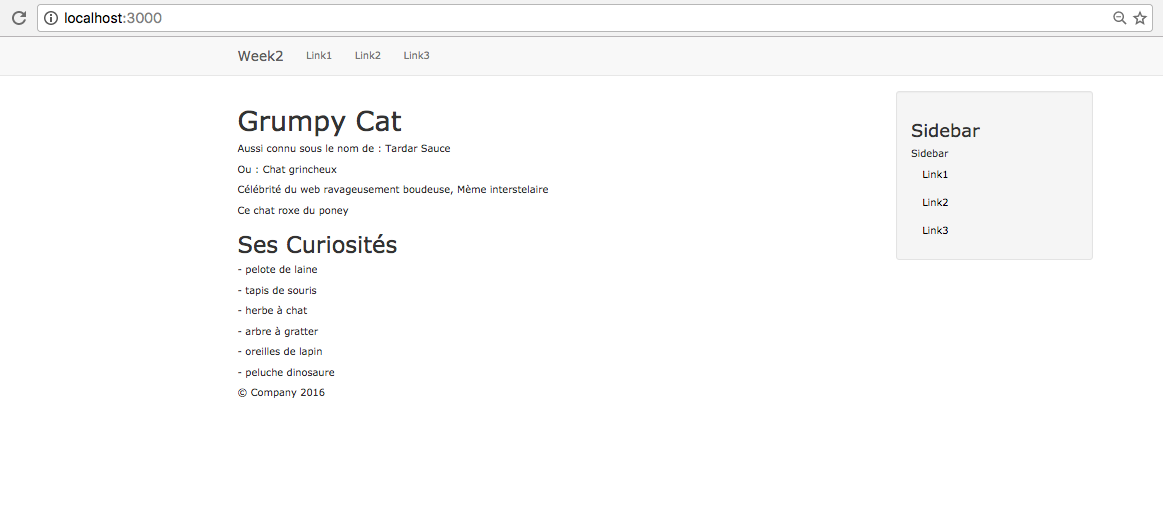 localhost:3000
Week2 Link1 Link2 Link3
Grumpy Cat
Aussi connu sous le nom de : Tardar Sauce
Ou : Chat grincheux
Célébrité du web ravageusement boudeuse, Mème interstelaire
Ce chat roxe du poney
Ses Curiosités
- pelote de laine
- tapis de souris
- herbe à chat
- arbre à gratter
- oreilles de lapin
- peluche dinosaure
© Company 2016
Sidebar
Sidebar
Link1
Link2
Link3